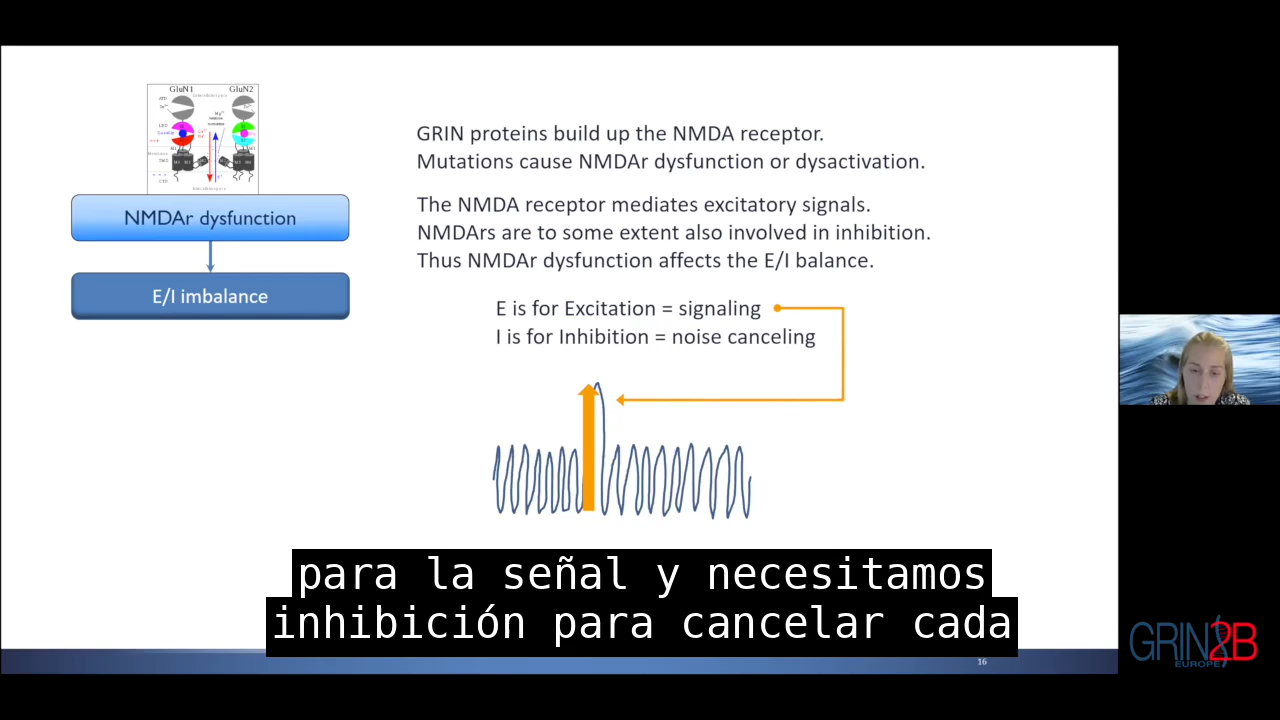 GluN1 GluN2
NMDAr dysfunction
E/I imbalance
GRIN proteins build up the NMDA receptor.
Mutations cause NMDAr dysfunction or dysactivation.
The NMDA receptor mediates excitatory signals.
NMDArs are to some extent also involved in inhibition.
Thus NMDAr dysfunction affects the E/I balance.
E is for Excitation = signaling
I is for Inhibition = noise canceling
para la señal y necesitamos
inhibición para cancelar cada
16
GRIN2B
EUROPE